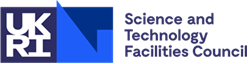 UK
RI
Science and
Technology
Facilities Council